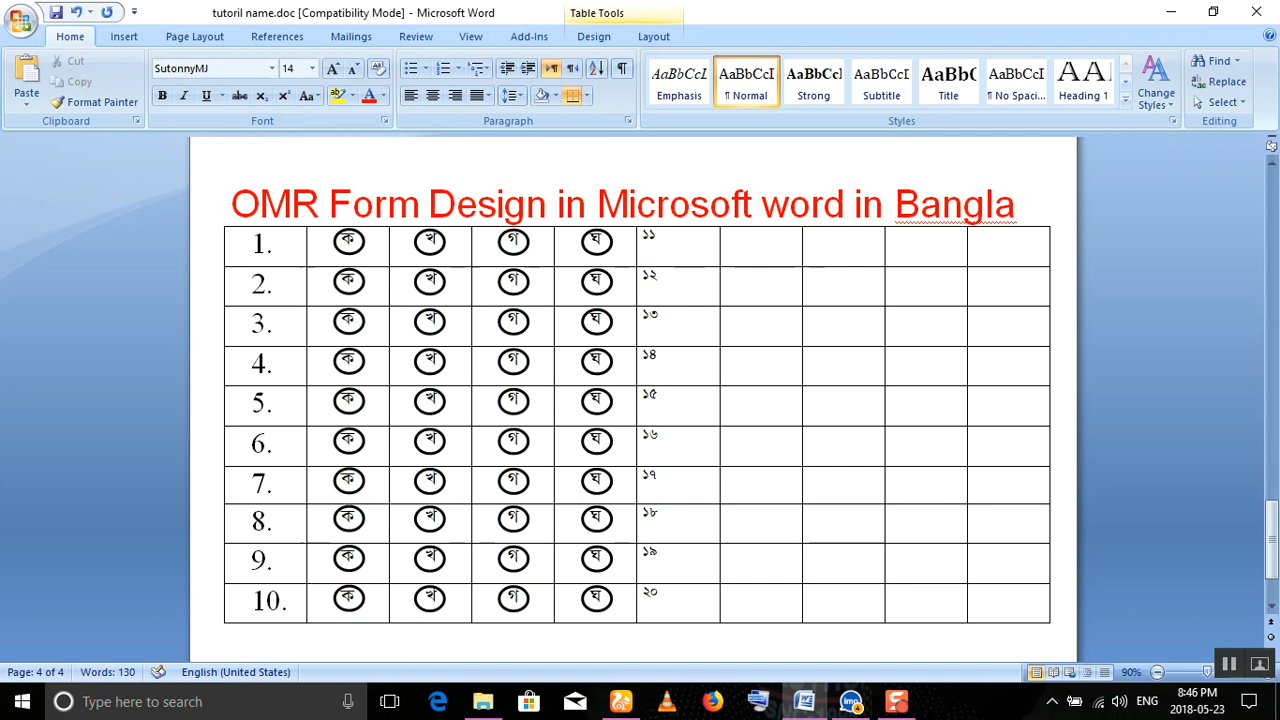 tutoril name.doc [Compatibility Mode] - Microsoft Word
Table Tools
Home Insert Page Layout References Mailings Review View Add-Ins Design Layout
Paste
Cut
Copy
Format Painter
Clipboard
SutonnyMJ 14
B I U abc x₂ x² Aa
Font
Paragraph
AaBbCcI AaBbCcI AaBbCcI AaBbCcI AaBbC AaBbCcI AABB
Emphasis ¶ Normal Strong Subtitle Title ¶ No Spaci... Heading 1
Change Styles
Styles
Find
Replace
Select
Editing
OMR Form Design in Microsoft word in Bangla
1. ক খ গ ঘ ১১
2. ক খ গ ঘ ১২
3. ক খ গ ঘ ১৩
4. ক খ গ ঘ ১৪
5. ক খ গ ঘ ১৫
6. ক খ গ ঘ ১৬
7. ক খ গ ঘ ১৭
8. ক খ গ ঘ ১৮
9. ক খ গ ঘ ১৯
10. ক খ গ ঘ ২০
Page: 4 of 4 Words: 130 English (United States) 90%
Type here to search
ENG
8:46 PM
2018-05-23